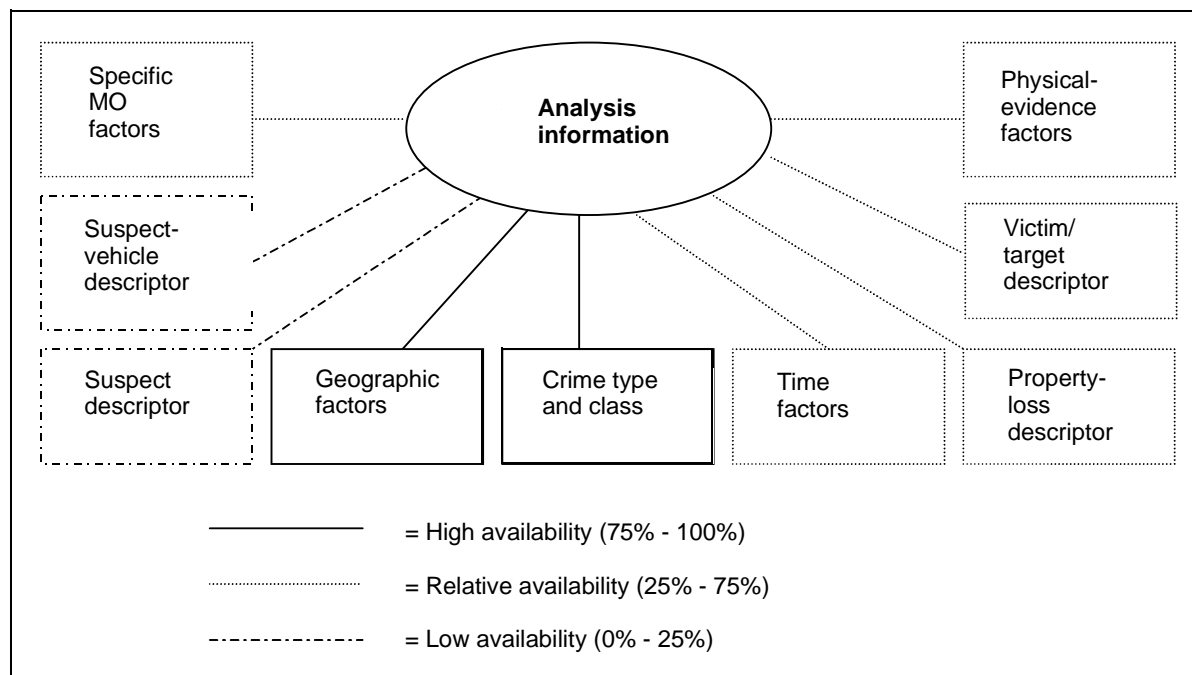 Specific
MO
factors
Analysis
information
Physical-
evidence
factors
Suspect-
vehicle
descriptor
Victim/
target
descriptor
Suspect
descriptor
Geographic
factors
Crime type
and class
Time
factors
Property-
loss
descriptor
= High availability (75% - 100%)
= Relative availability (25% - 75%)
= Low availability (0% - 25%)